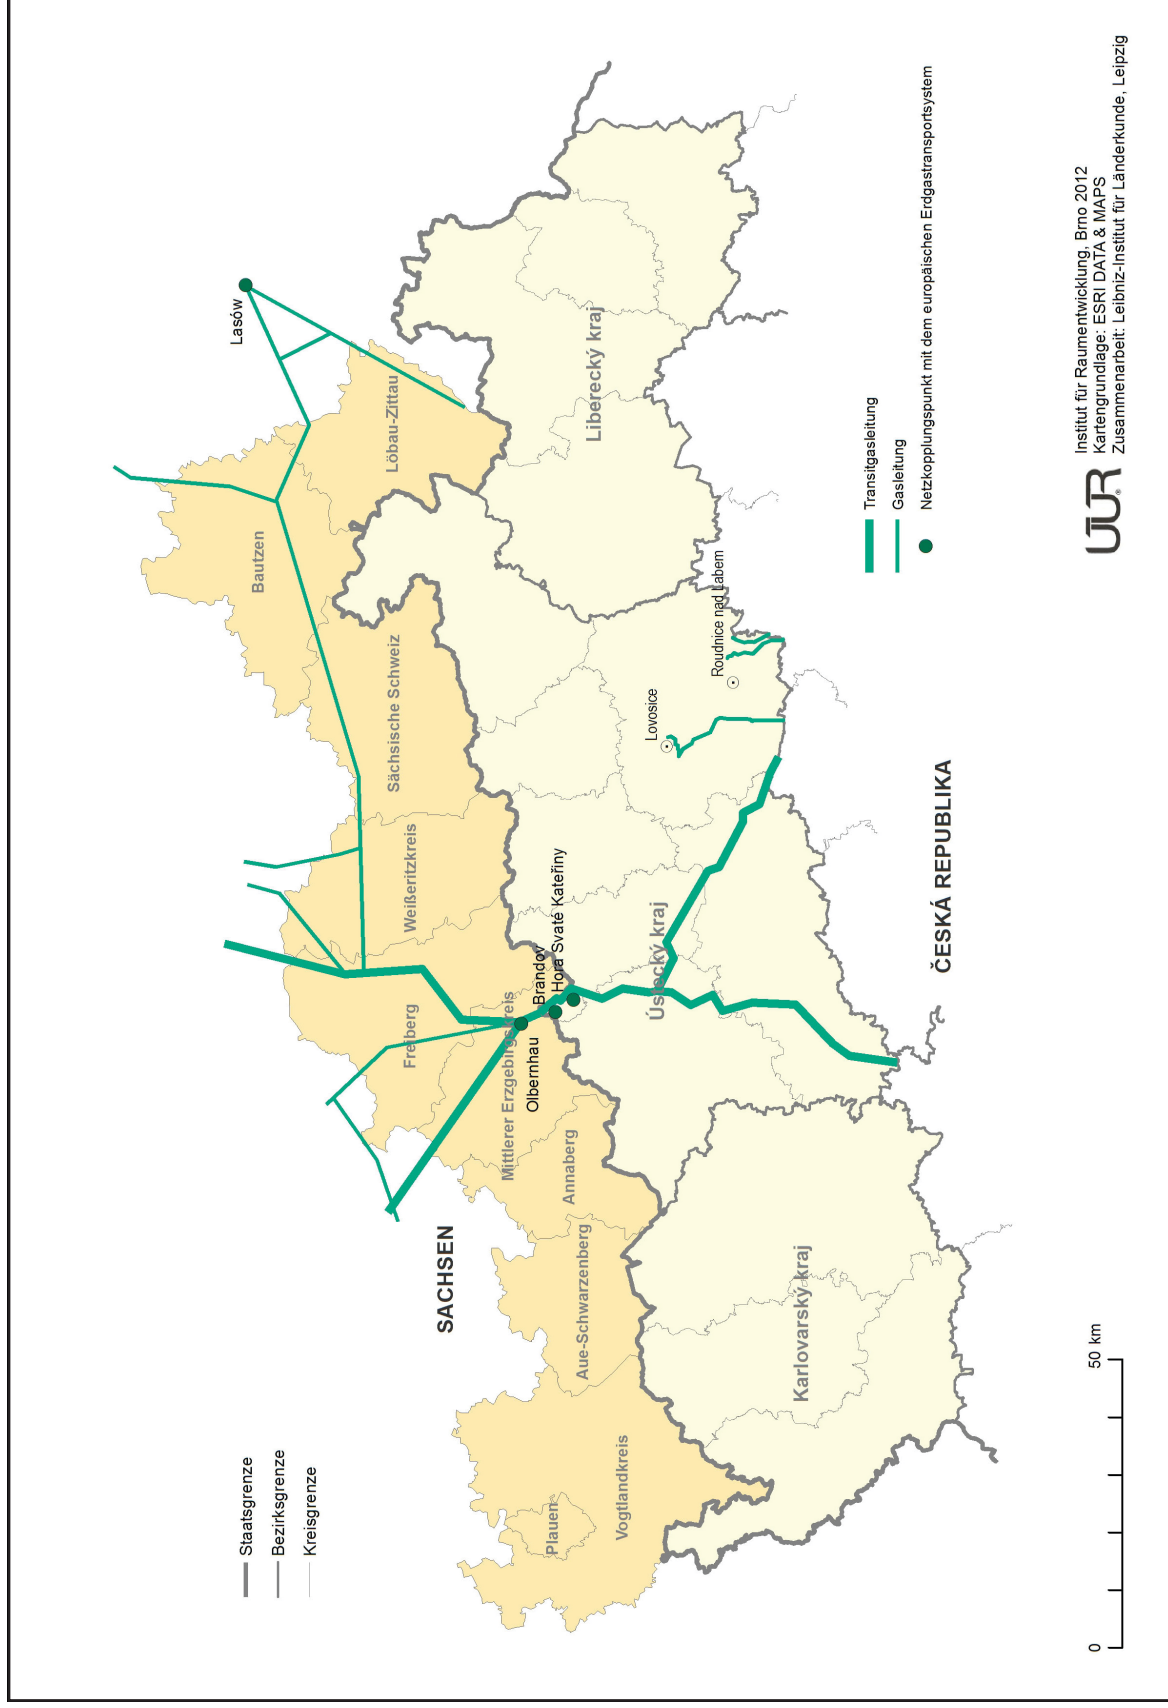 Staatsgrenze
Bezirksgrenze
Kreisgrenze
Lasów
Bautzen
Löbau-Zittau
Sächsische Schweiz
Weißeritzkreis
Freiberg
Mittlerer Erzgebirgskreis
Olbernhau
Brandov
Hora Svaté Kateřiny
Annaberg
Aue-Schwarzenberg
Vogtlandkreis
Plauen
SACHSEN
Liberecký kraj
Roudnice nad Labem
Lovosice
Ústecký kraj
Karlovarský kraj
ČESKÁ REPUBLIKA
Transitgasleitung
Gasleitung
Netzkopplungspunkt mit dem europäischen Erdgastransportsystem
0
50 km
UÚR
Institut für Raumentwicklung, Brno 2012
Kartengrundlage: ESRI DATA & MAPS
Zusammenarbeit: Leibniz-Institut für Länderkunde, Leipzig